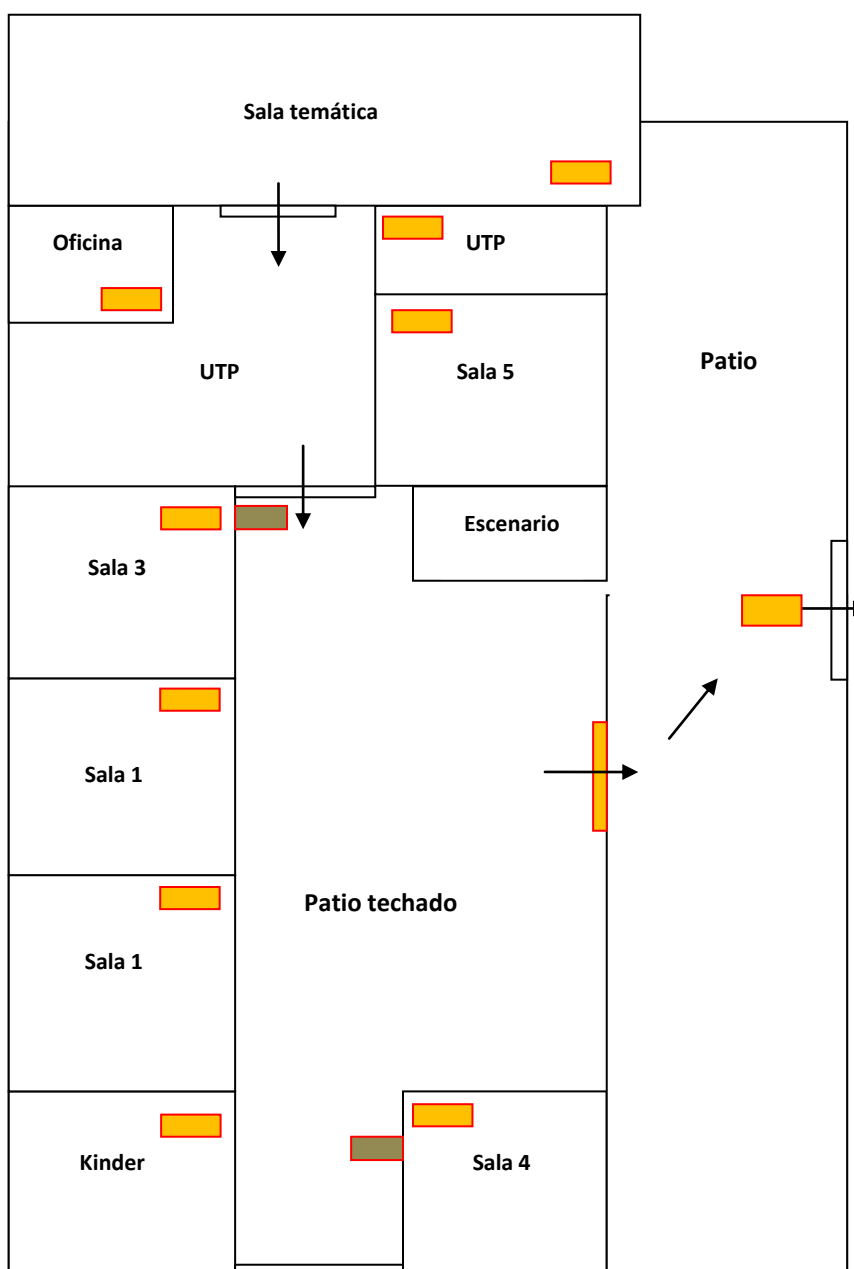 Sala temática
Oficina
UTP
UTP
Sala 5
Patio
Sala 3
Escenario
Sala 1
Patio techado
Sala 1
Kinder
Sala 4